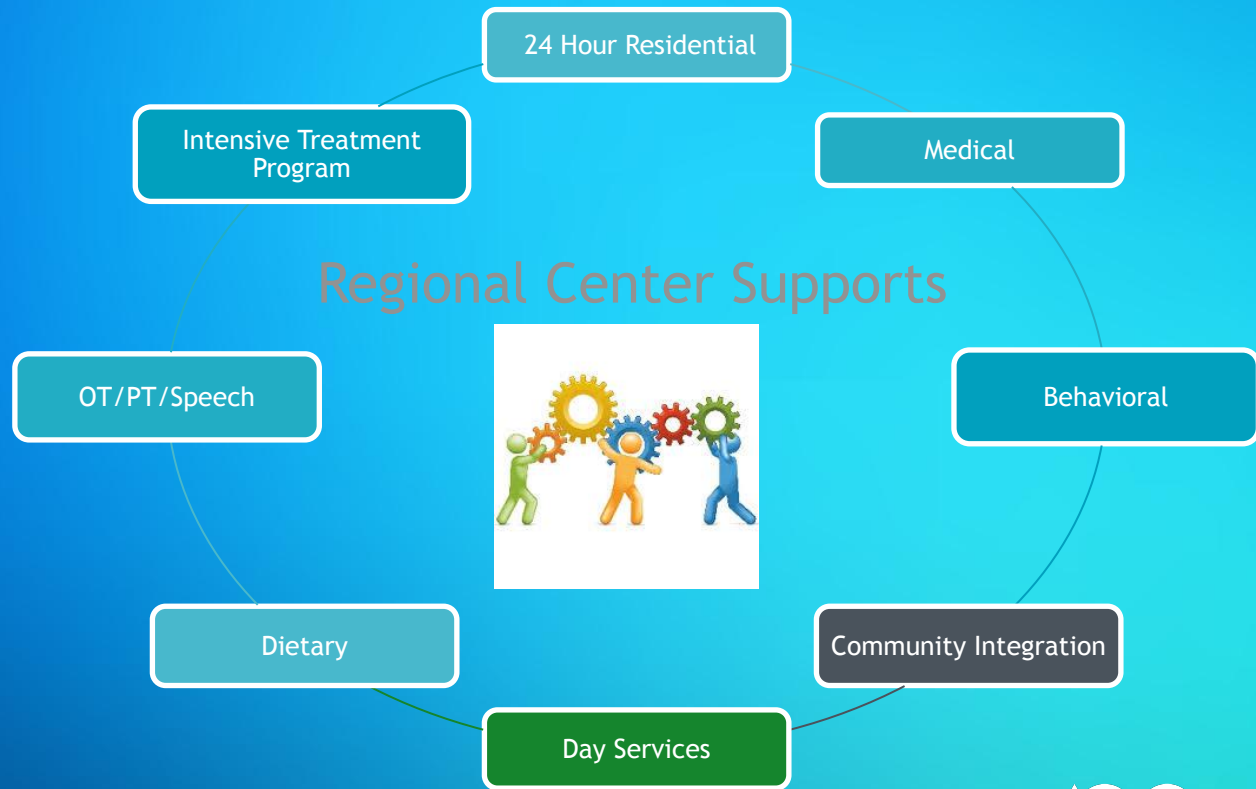 24 Hour Residential
Intensive Treatment
Program
Medical
Regional Center Supports
OT/PT/Speech
Behavioral
Dietary
Community Integration
Day Services